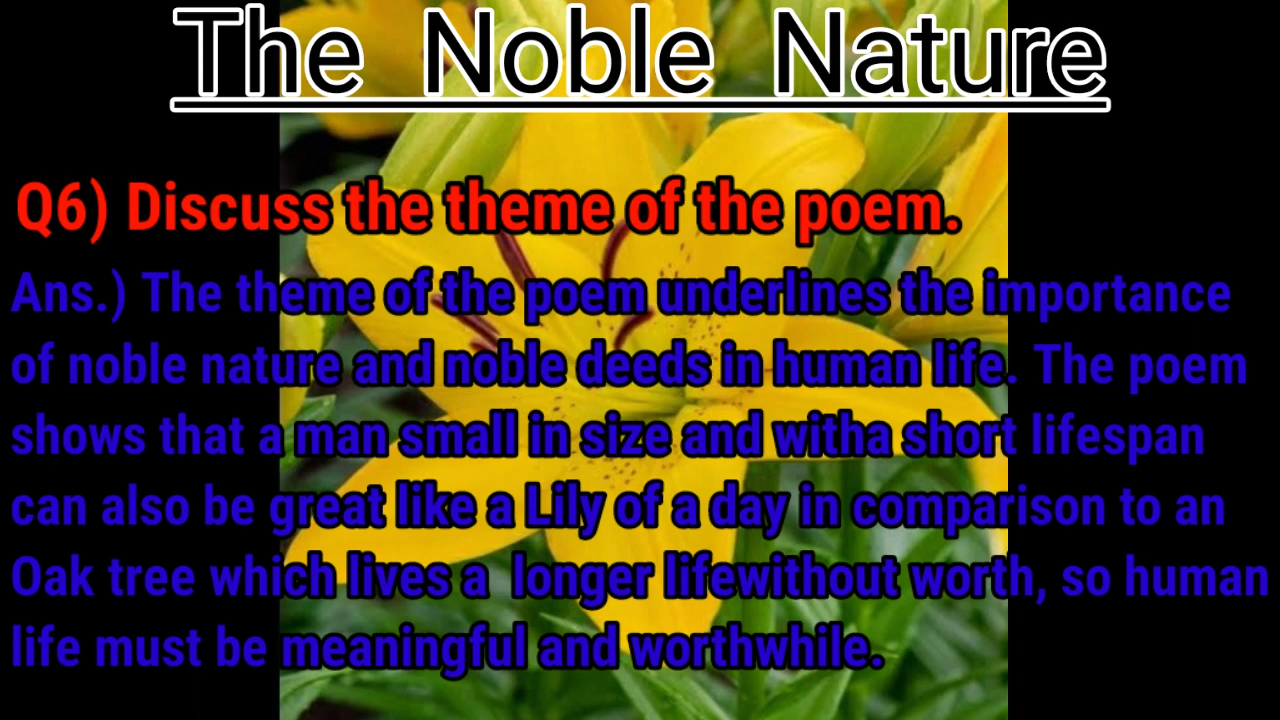 The Noble Nature
Q6) Discuss the theme of the poem.
Ans.) The theme of the poem underlines the importance
of noble nature and noble deeds in human life. The poem
shows that a man small in size and witha short lifespan
can also be great like a Lily of a day in comparison to an
Oak tree which lives a longer lifewithout worth, so human
life must be meaningful and worthwhile.